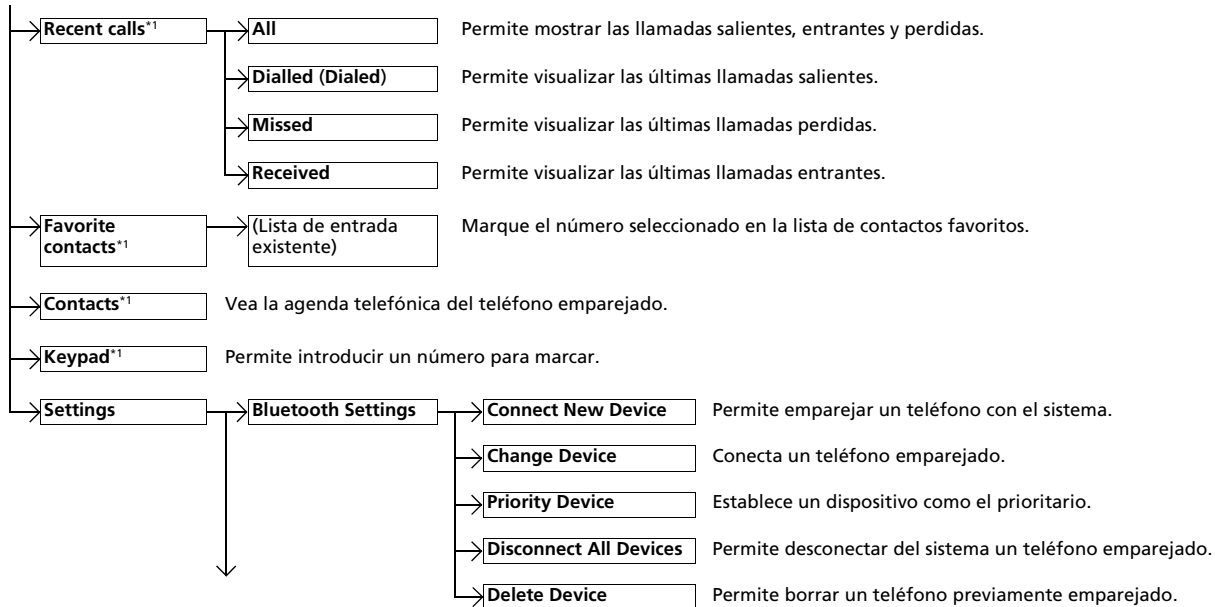 Recent calls*1 All Permite mostrar las llamadas salientes, entrantes y perdidas.
Dialled (Dialed) Permite visualizar las últimas llamadas salientes.
Missed Permite visualizar las últimas llamadas perdidas.
Received Permite visualizar las últimas llamadas entrantes.
Favorite (Lista de entrada Marque el número seleccionado en la lista de contactos favoritos.
contacts*1 existente)
Contacts*1 Vea la agenda telefónica del teléfono emparejado.
Keypad*1 Permite introducir un número para marcar.
Settings Bluetooth Settings Connect New Device Permite emparejar un teléfono con el sistema.
Change Device Conecta un teléfono emparejado.
Priority Device Establece un dispositivo como el prioritario.
Disconnect All Devices Permite desconectar del sistema un teléfono emparejado.
Delete Device Permite borrar un teléfono previamente emparejado.